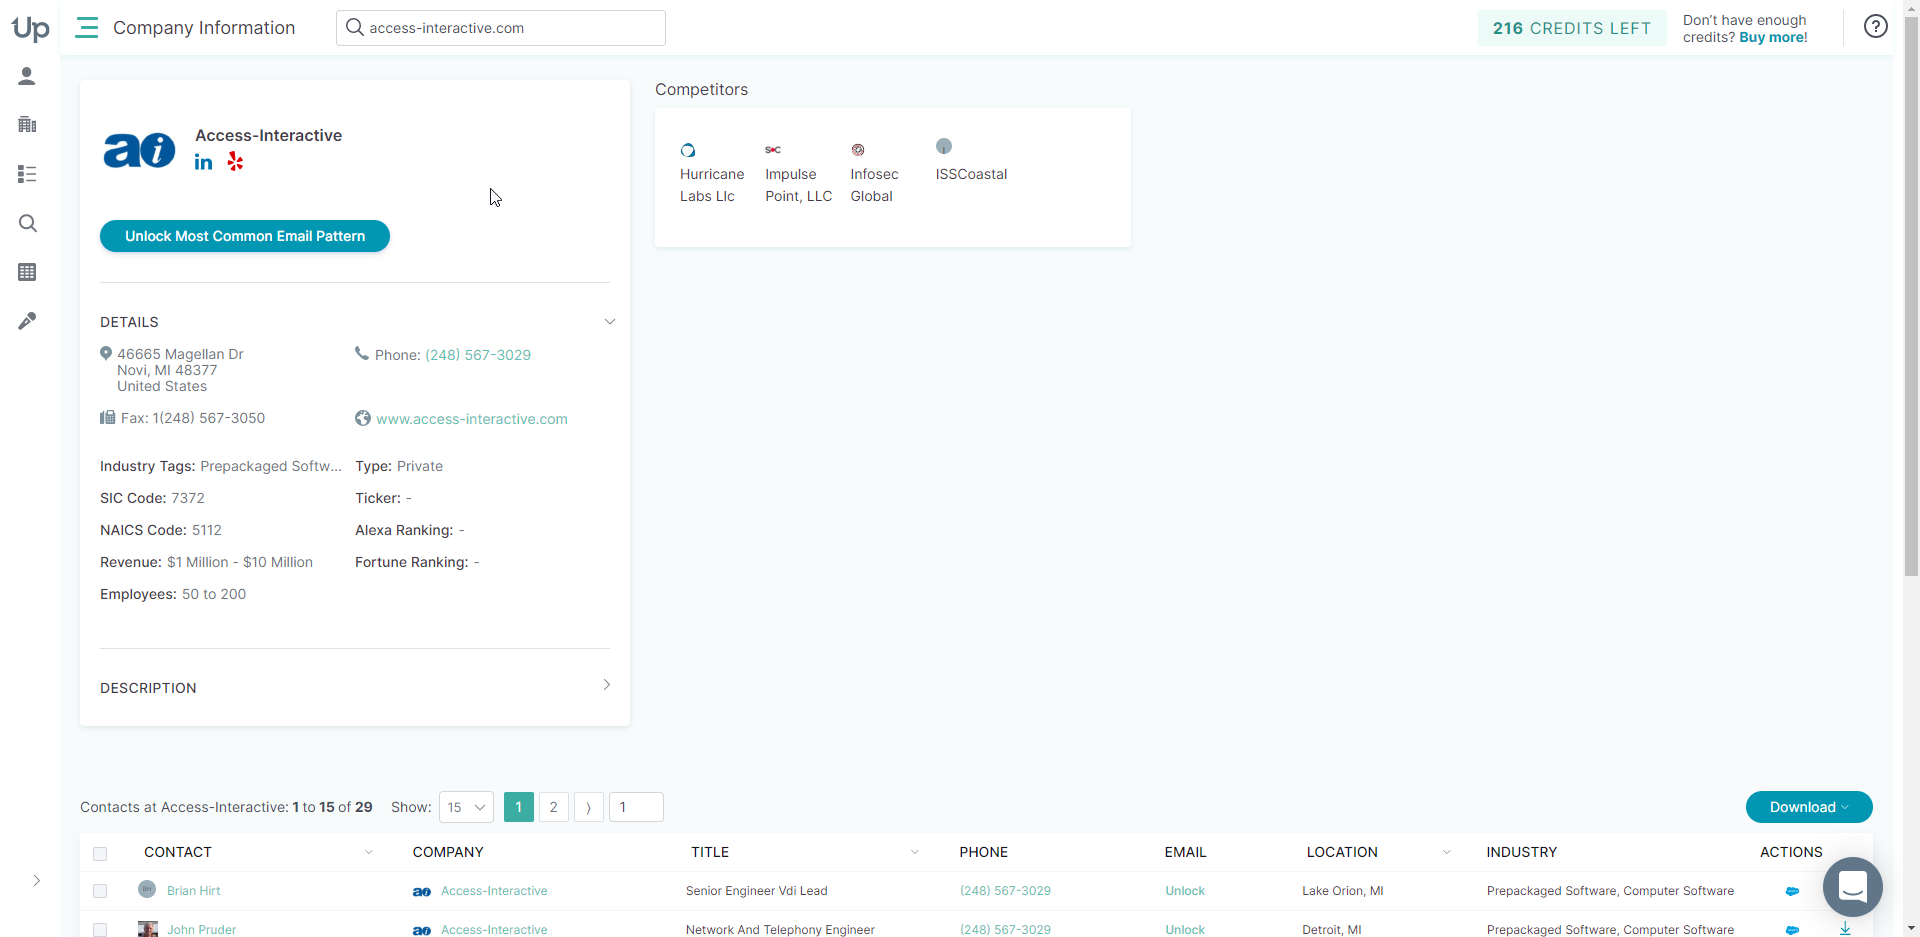 Up
Company Information
access-interactive.com
216 CREDITS LEFT
Don't have enough
credits? Buy more!
?
ai
Access-Interactive
in
Unlock Most Common Email Pattern
DETAILS
46665 Magellan Dr
Novi, MI 48377
United States
Phone: (248) 567-3029
Fax: 1(248) 567-3050
www.access-interactive.com
Industry Tags: Prepackaged Softw...
Type: Private
SIC Code: 7372
Ticker: -
NAICS Code: 5112
Alexa Ranking: -
Revenue: $1 Million - $10 Million
Fortune Ranking: -
Employees: 50 to 200
DESCRIPTION
Competitors
Hurricane
Labs Llc
Impulse
Point, LLC
Infosec
Global
ISSCoastal
Contacts at Access-Interactive: 1 to 15 of 29
Show: 15
1
2
⟩
1
Download
CONTACT COMPANY TITLE PHONE EMAIL LOCATION INDUSTRY ACTIONS
BH Brian Hirt ai Access-Interactive Senior Engineer Vdi Lead (248) 567-3029 Unlock Lake Orion, MI Prepackaged Software, Computer Software
John Pruder ai Access-Interactive Network And Telephony Engineer (248) 567-3029 Unlock Detroit, MI Prepackaged Software, Computer Software